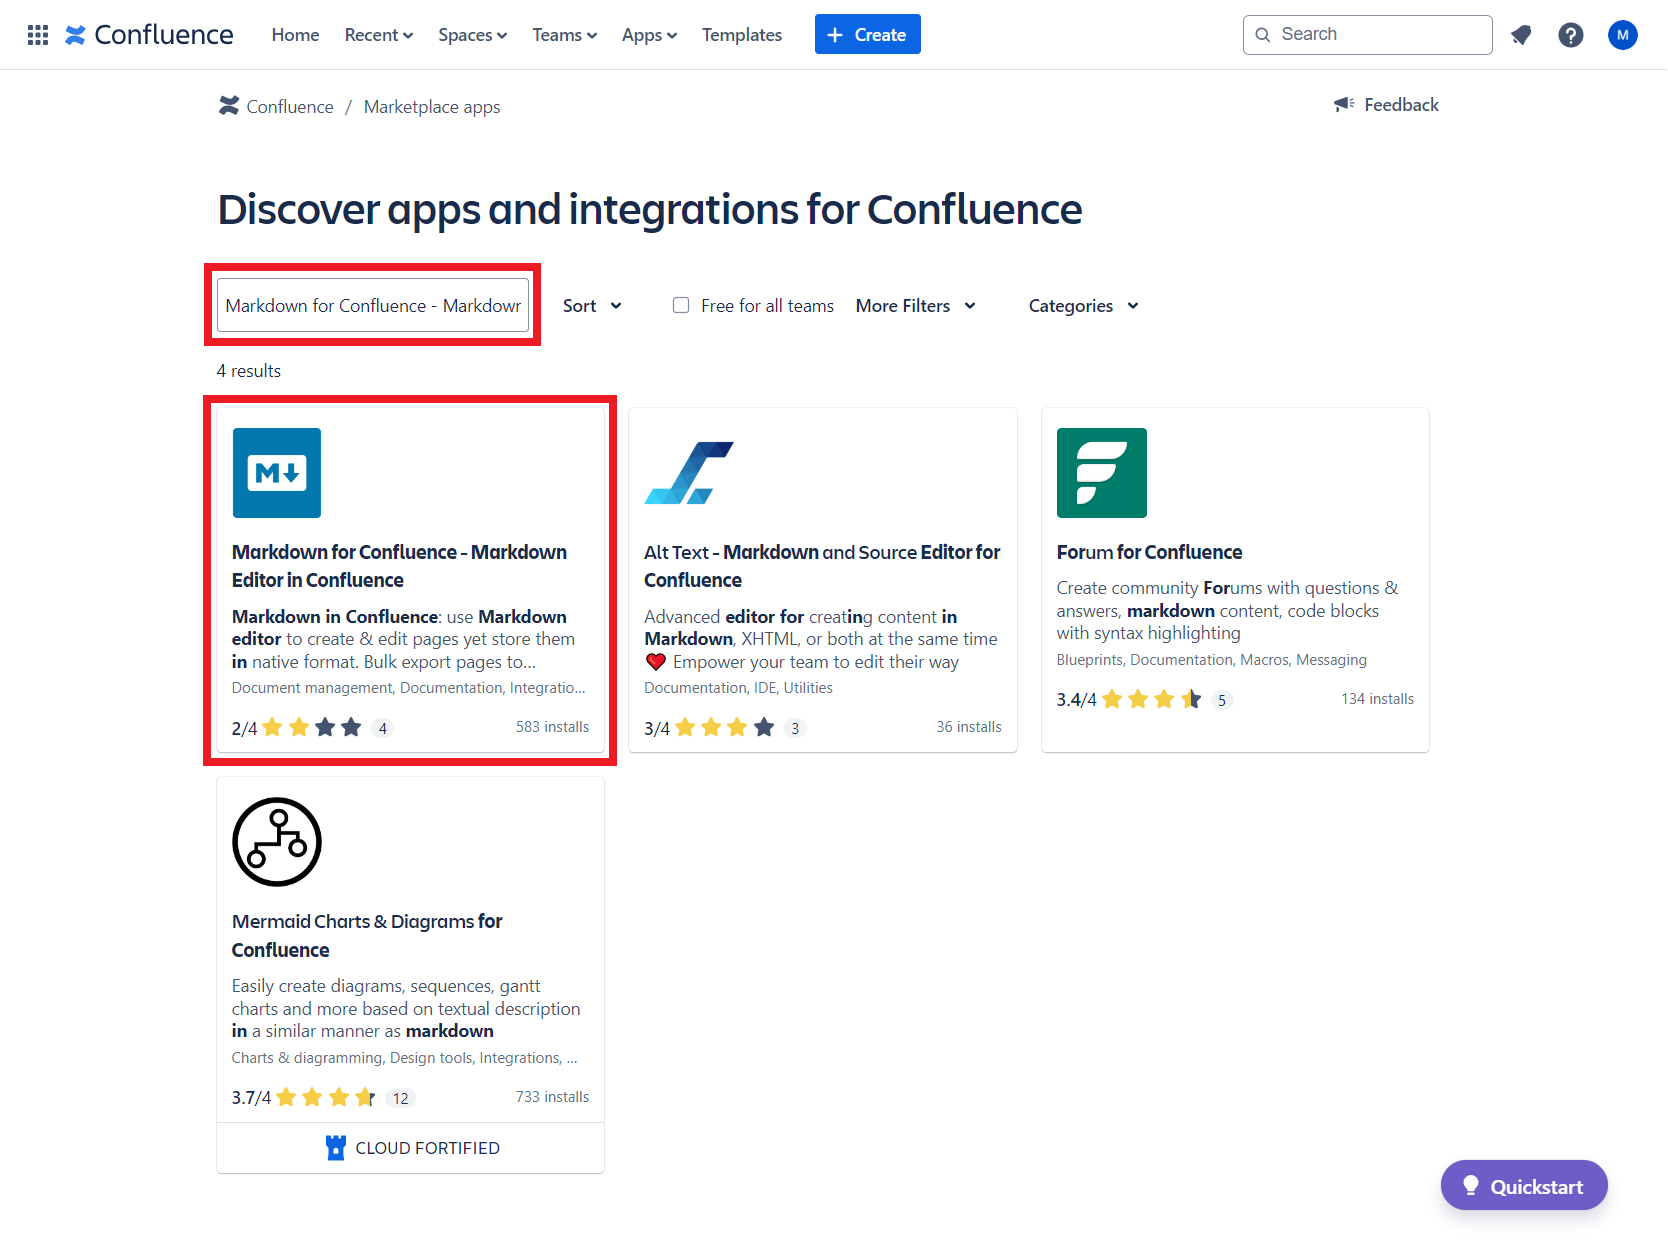 Confluence Home Recent Spaces Teams Apps Templates + Create Search M
Confluence / Marketplace apps Feedback
Discover apps and integrations for Confluence
Markdown for Confluence - Markdowr Sort Free for all teams More Filters Categories
4 results
M
Markdown for Confluence - Markdown
Editor in Confluence
Markdown in Confluence: use Markdown
editor to create & edit pages yet store them
in native format. Bulk export pages to...
Document management, Documentation, Integratio...
2/4 4 583 installs
Alt Text - Markdown and Source Editor for
Confluence
Advanced editor for creating content in
Markdown, XHTML, or both at the same time
❤ Empower your team to edit their way
Documentation, IDE, Utilities
3/4 3 36 installs
Forum for Confluence
Create community Forums with questions &
answers, markdown content, code blocks
with syntax highlighting
Blueprints, Documentation, Macros, Messaging
3.4/4 5 134 installs
Mermaid Charts & Diagrams for
Confluence
Easily create diagrams, sequences, gantt
charts and more based on textual description
in a similar manner as markdown
Charts & diagramming, Design tools, Integrations, ...
3.7/4 12 733 installs
CLOUD FORTIFIED
Quickstart